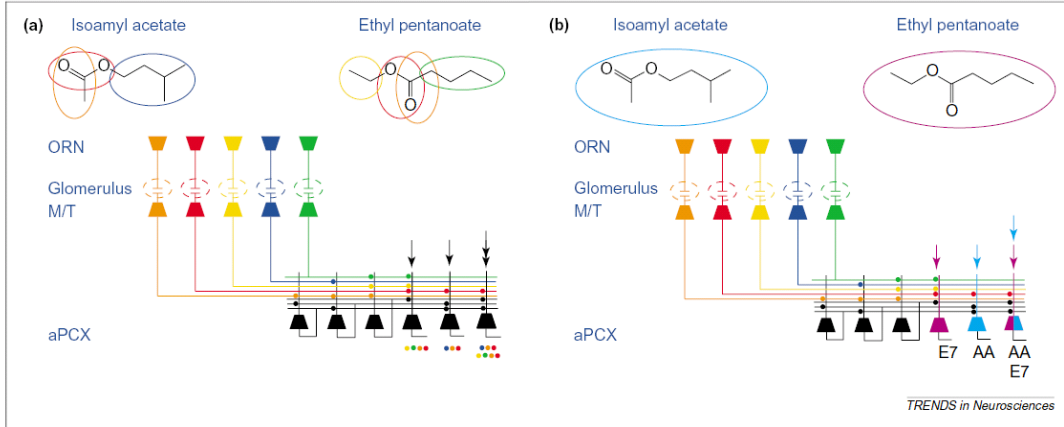 (a)
Isoamyl acetate
Ethyl pentanoate
O
O
O
O
ORN
Glomerulus
M/T
aPCX
(b)
Isoamyl acetate
Ethyl pentanoate
O
O
O
O
ORN
Glomerulus
M/T
aPCX
E7
AA
AA
E7
TRENDS in Neurosciences